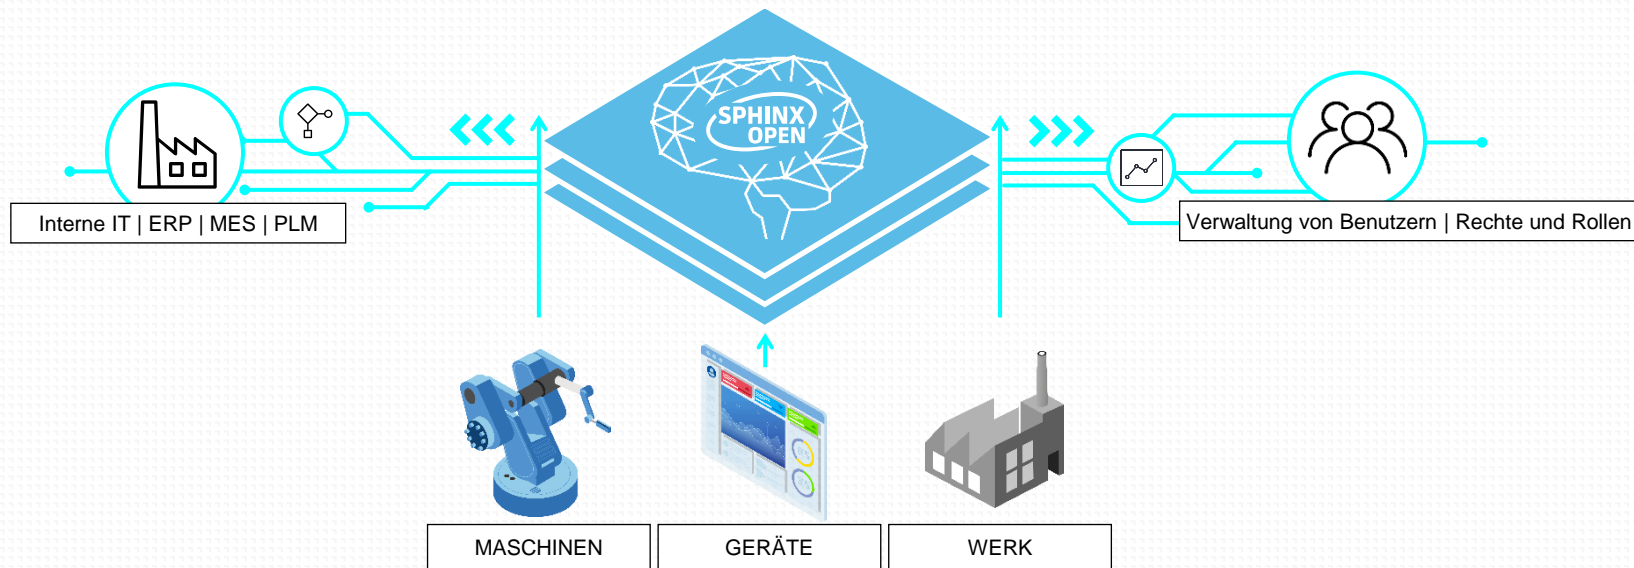 SPHINX
OPEN
Interne IT | ERP | MES | PLM
Verwaltung von Benutzern | Rechte und Rollen
MASCHINEN
GERÄTE
WERK